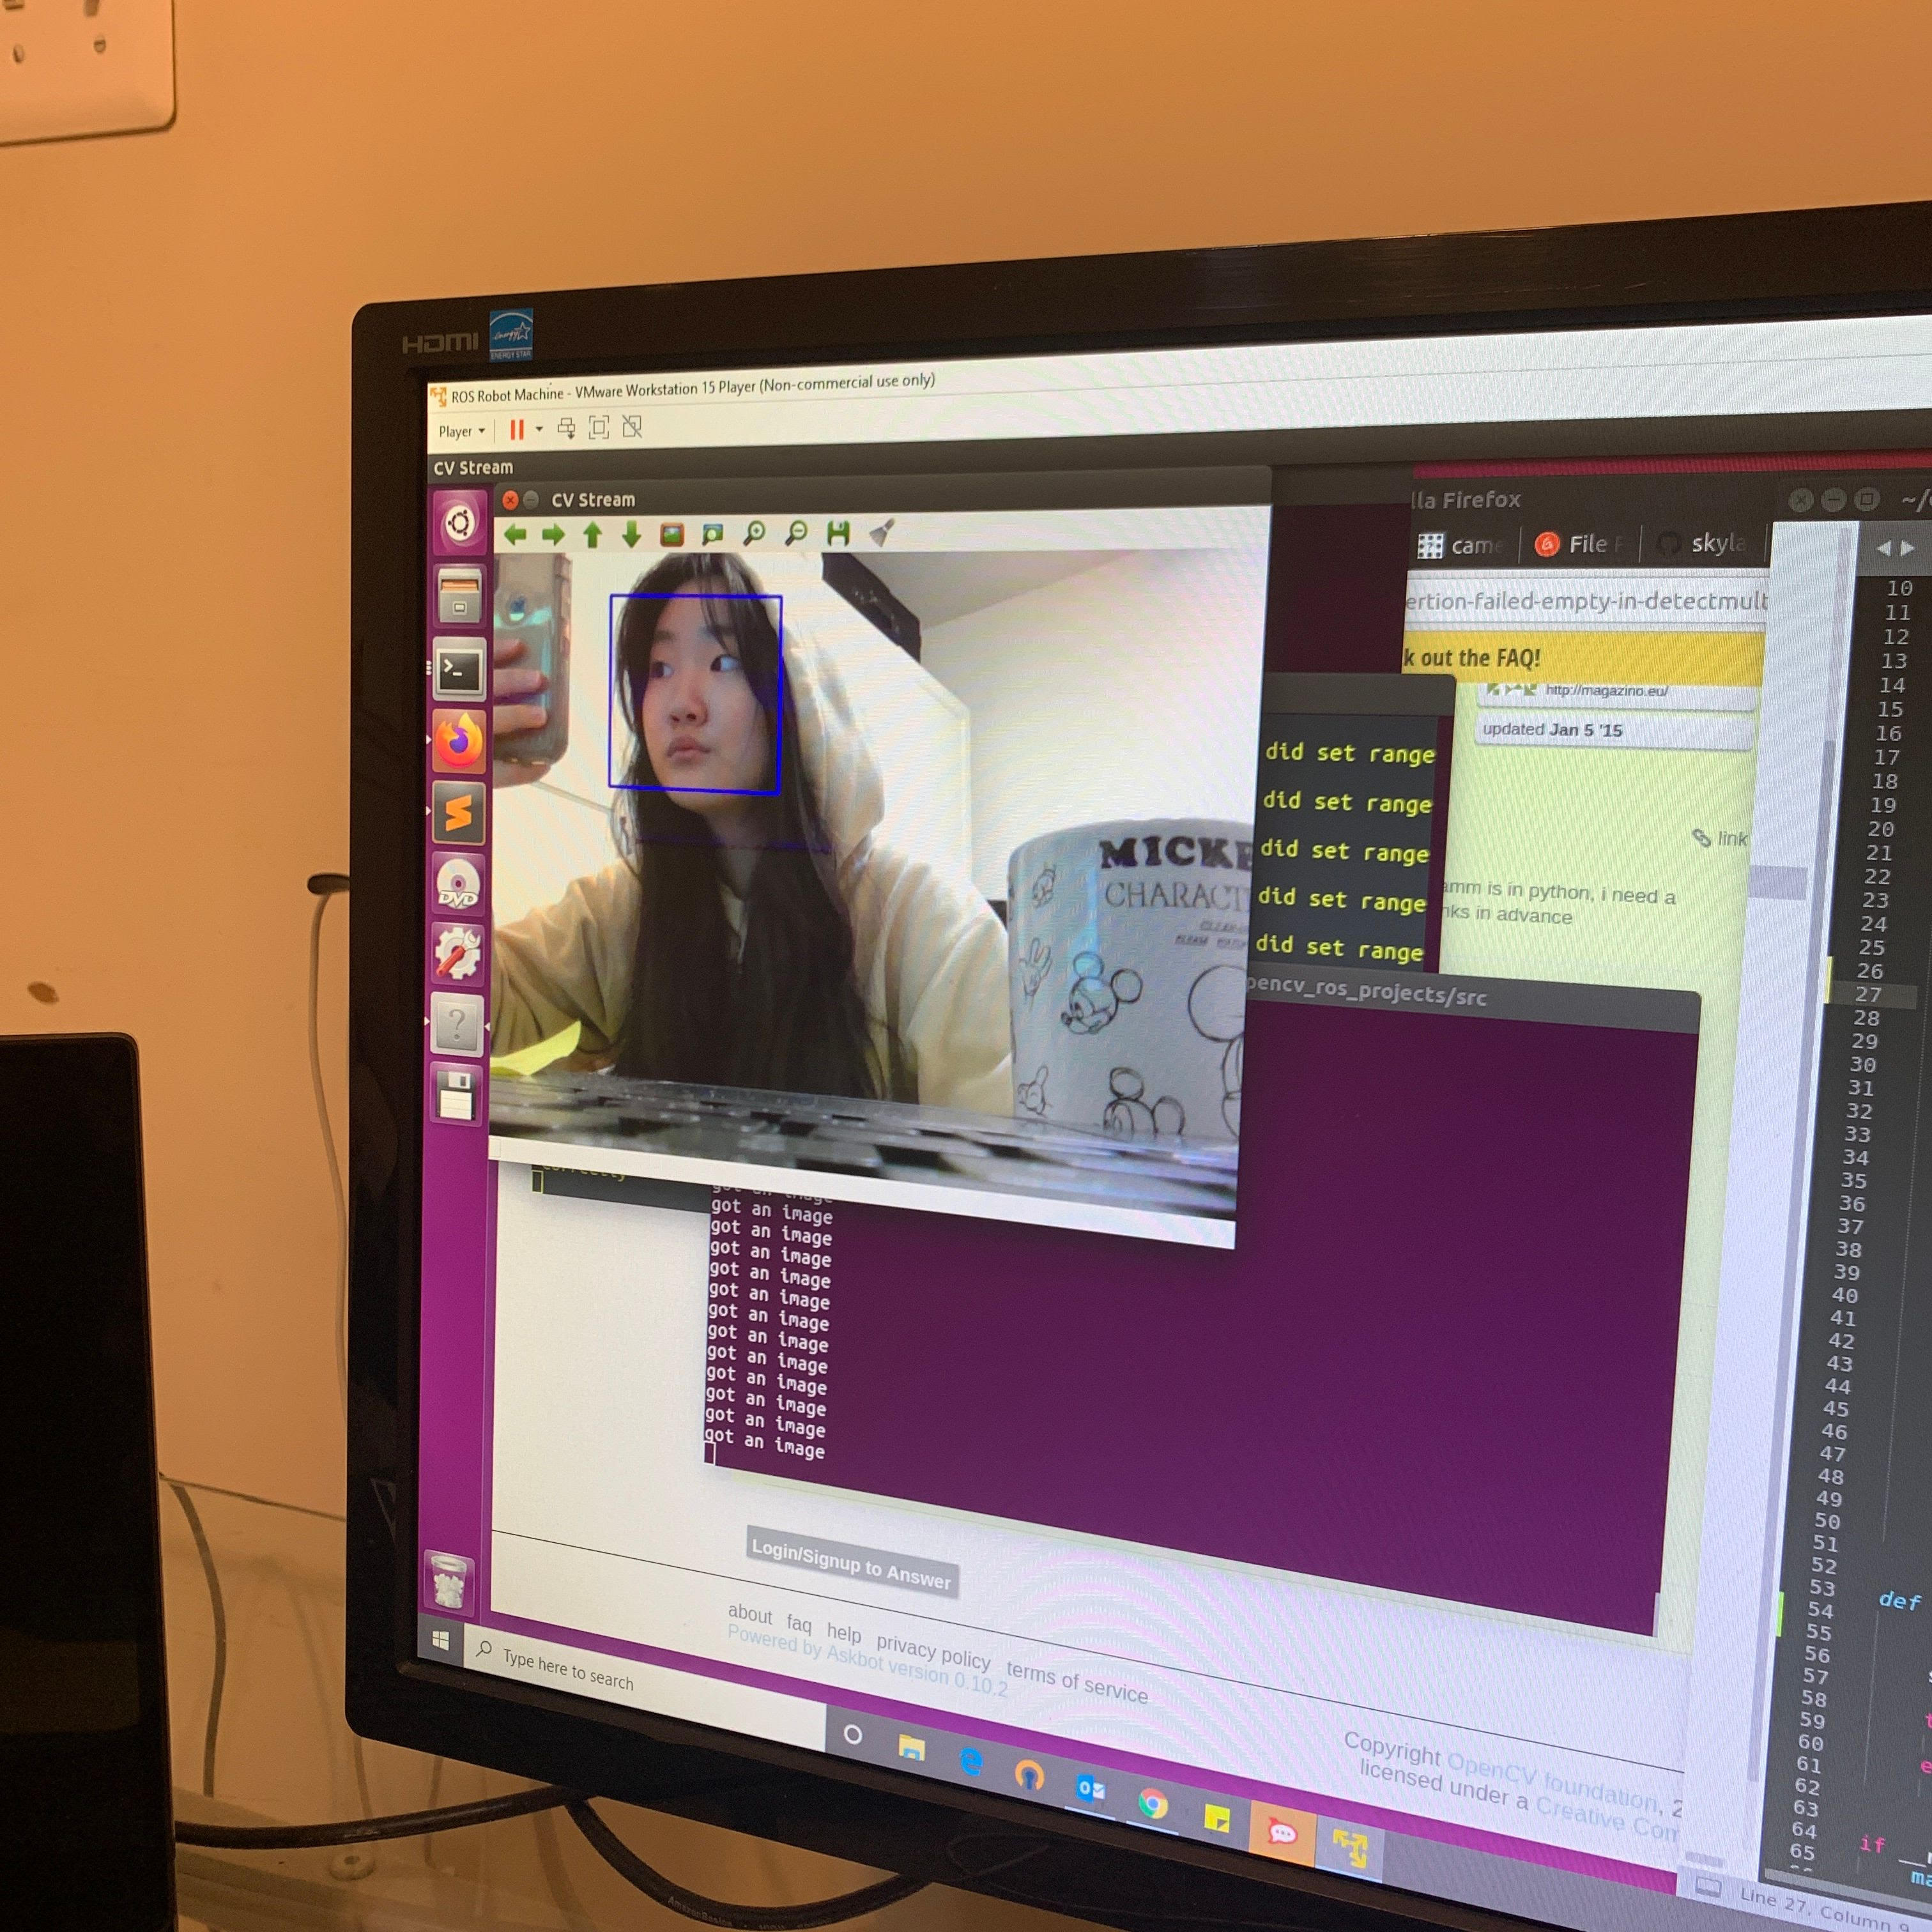 HDMI
ENERGY STAR
ROS Robot Machine - VMware Workstation 15 Player (Non-commercial use only)
Player
CV Stream
CV Stream
lla Firefox
came
File
skyla
ertion-failed-empty-in-detectmult
k out the FAQ!
http://magazino.eu/
updated Jan 5 '15
link
amm is in python, i need a
nks in advance
did set range
did set range
did set range
did set range
did set range
MICKE
CHARACT
DVD
pencv_ros_projects/src
got an image
got an image
got an image
got an image
got an image
got an image
got an image
got an image
got an image
got an image
got an image
got an image
got an image
Login/Signup to Answer
about faq help privacy policy terms of service
Powered by Askbot version 0.10.2
Copyright OpenCV foundation, 2
licensed under a Creative Com
Type here to search
10
11
12
13
14
15
16
17
18
19
20
21
22
23
24
25
26
27
28
29
30
31
32
33
34
35
36
37
38
39
40
41
42
43
44
45
46
47
48
49
50
51
52
53
54 def
55
56
57
58
59
60
61
62
63
64 if
65
Line 27, Column 9